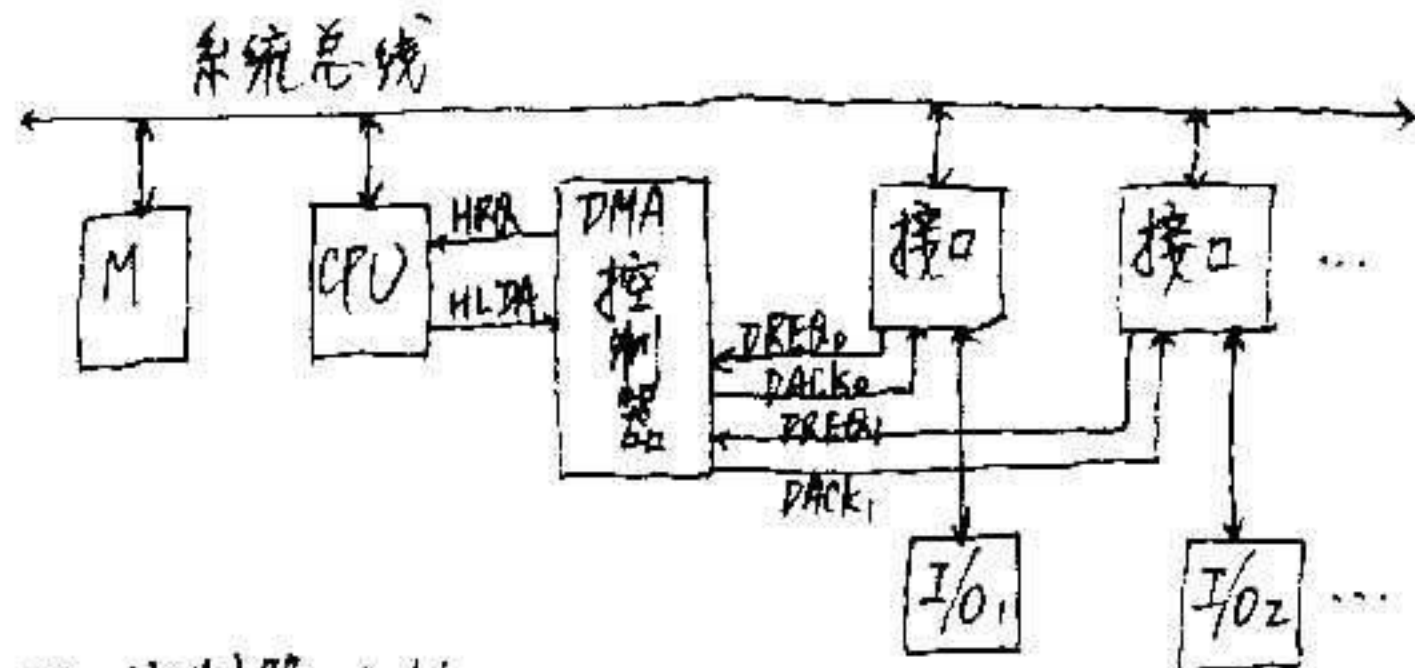 系统总线
M
CPU
HRQ
HLDA
DMA
控
制
器
接口
接口
...
DREQ₀
DACK₀
DREQ₁
DACK₁
I/O₁
I/O₂
...